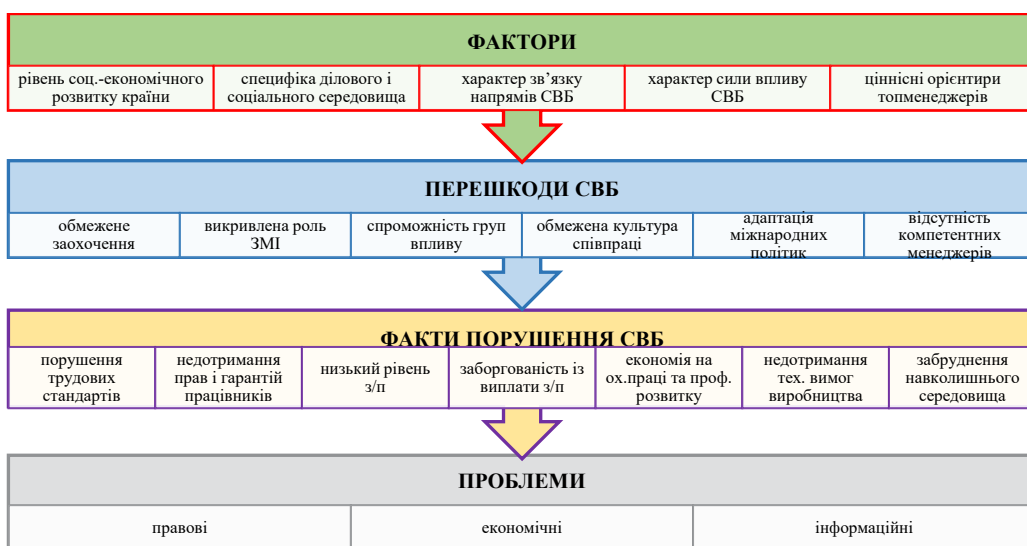 ФАКТОРИ
рівень соц.-економічного
розвитку країни
специфіка ділового і
соціального середовища
характер зв’язку
напрямів СВБ
характер сили впливу
СВБ
ціннісні орієнтири
топменеджерів
ПЕРЕШКОДИ СВБ
обмежене
заохочення
викривлена роль
ЗМІ
спроможність груп
впливу
обмежена культура
співпраці
адаптація
міжнародних
політик
відсутність
компетентних
менеджерів
ФАКТИ ПОРУШЕННЯ СВБ
порушення
трудових
стандартів
недотримання
прав і гарантій
працівників
низький рівень
з/п
заборгованість із
виплати з/п
економія на
ох.праці та проф.
розвитку
недотримання
тех. вимог
виробництва
забруднення
навколишнього
середовища
ПРОБЛЕМИ
правові
економічні
інформаційні